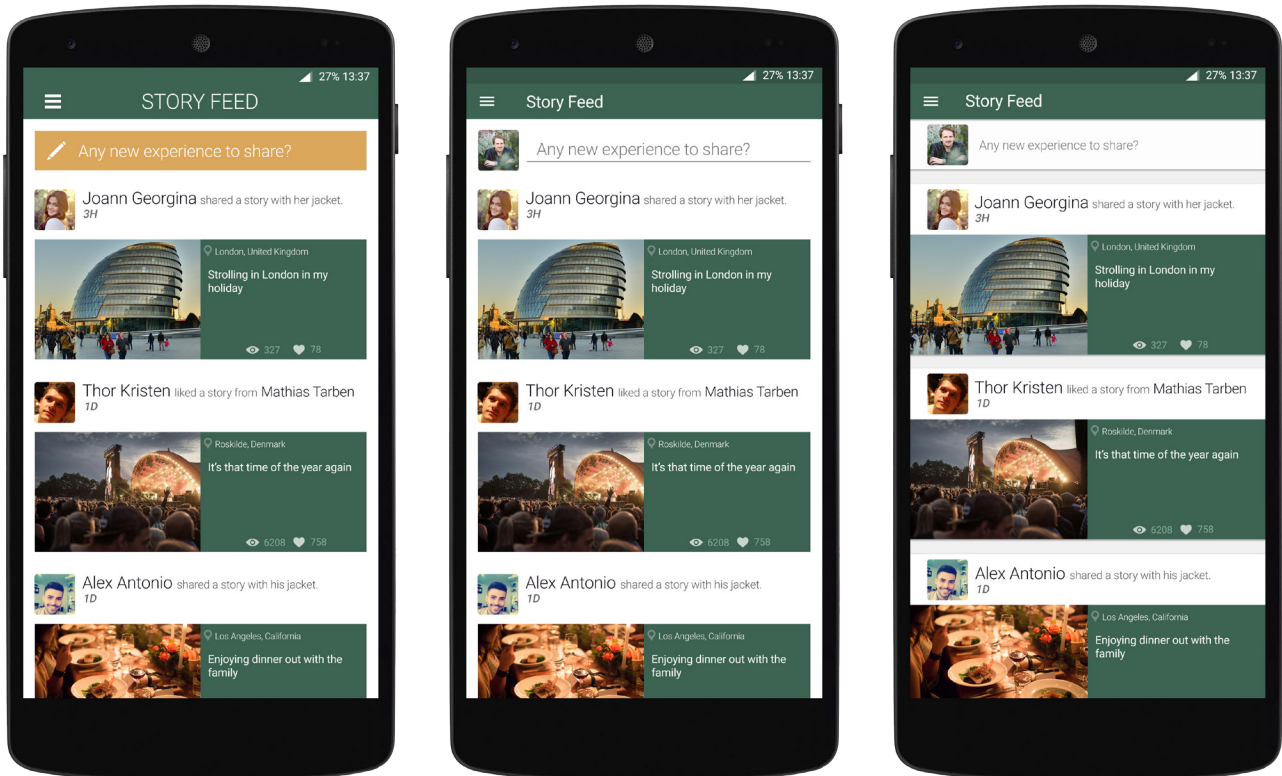 27% 13:37
STORY FEED
Any new experience to share?
Joann Georgina shared a story with her jacket.
3H
London, United Kingdom
Strolling in London in my
holiday
327 78
Thor Kristen liked a story from Mathias Tarben
1D
Roskilde, Denmark
It's that time of the year again
6208 758
Alex Antonio shared a story with his jacket.
1D
Los Angeles, California
Enjoying dinner out with the
family
27% 13:37
Story Feed
Any new experience to share?
Joann Georgina shared a story with her jacket.
3H
London, United Kingdom
Strolling in London in my
holiday
327 78
Thor Kristen liked a story from Mathias Tarben
1D
Roskilde, Denmark
It's that time of the year again
6208 758
Alex Antonio shared a story with his jacket.
1D
Los Angeles, California
Enjoying dinner out with the
family
27% 13:37
Story Feed
Any new experience to share?
Joann Georgina shared a story with her jacket.
3H
London, United Kingdom
Strolling in London in my
holiday
327 78
Thor Kristen liked a story from Mathias Tarben
1D
Roskilde, Denmark
It's that time of the year again
6208 758
Alex Antonio shared a story with his jacket.
1D
Los Angeles, California
Enjoying dinner out with the
family